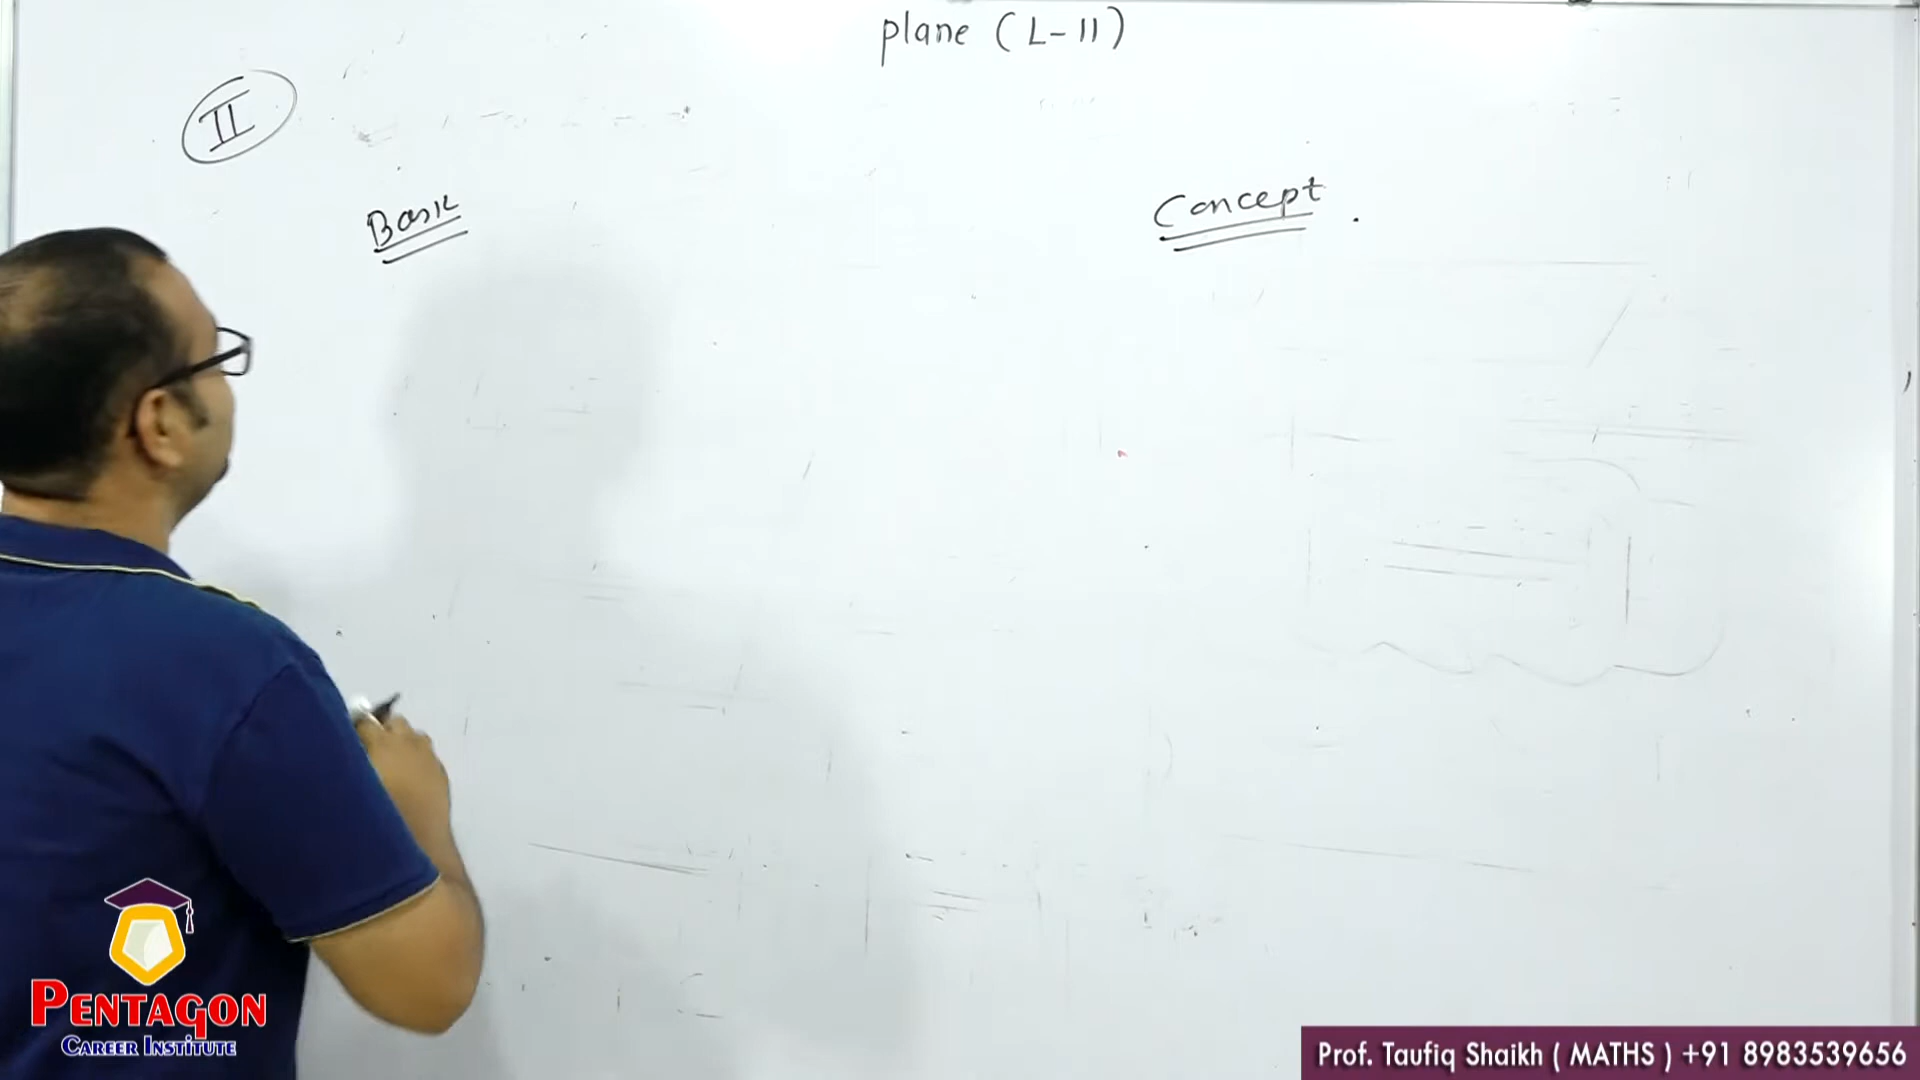 plane (L-11)
II
Basic
Concept.
PENTAGON
CAREER INSTITUTE
Prof. Taufiq Shaikh ( MATHS ) +91 8983539656